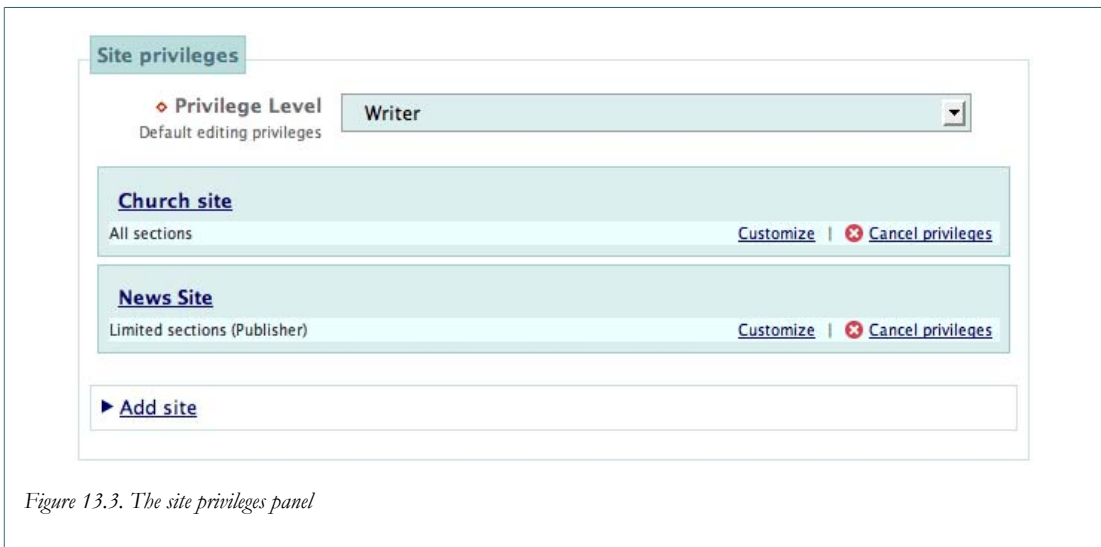 Site privileges
Privilege Level
Default editing privileges
Writer
Church site
All sections
Customize | Cancel privileges
News Site
Limited sections (Publisher)
Customize | Cancel privileges
Add site
Figure 13.3. The site privileges panel